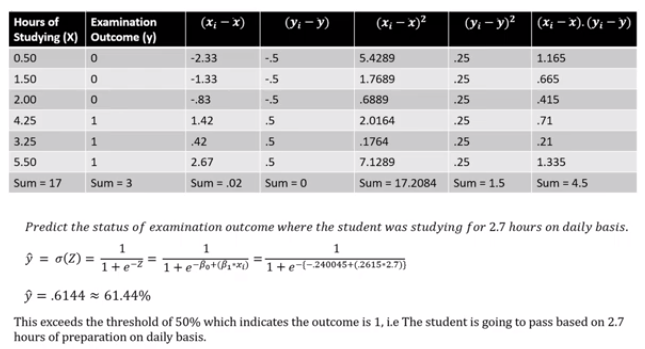 Hours of Studying (X) Examination Outcome (y) (xᵢ − x) (yᵢ − y) (xᵢ − x)² (yᵢ − y)² (xᵢ − x).(yᵢ − y)
0.50 0 -2.33 -.5 5.4289 .25 1.165
1.50 0 -1.33 -.5 1.7689 .25 .665
2.00 0 -.83 -.5 .6889 .25 .415
4.25 1 1.42 .5 2.0164 .25 .71
3.25 1 .42 .5 .1764 .25 .21
5.50 1 2.67 .5 7.1289 .25 1.335
Sum = 17 Sum = 3 Sum = .02 Sum = 0 Sum = 17.2084 Sum = 1.5 Sum = 4.5
Predict the status of examination outcome where the student was studying for 2.7 hours on daily basis.
ŷ = σ(Z) = 1/(1 + e^−Z) = 1/(1 + e^−β₀+(β₁*xᵢ)) = 1/(1 + e^−(−.240045+(.2615*2.7)))
ŷ = .6144 ≈ 61.44%
This exceeds the threshold of 50% which indicates the outcome is 1, i.e The student is going to pass based on 2.7
hours of preparation on daily basis.